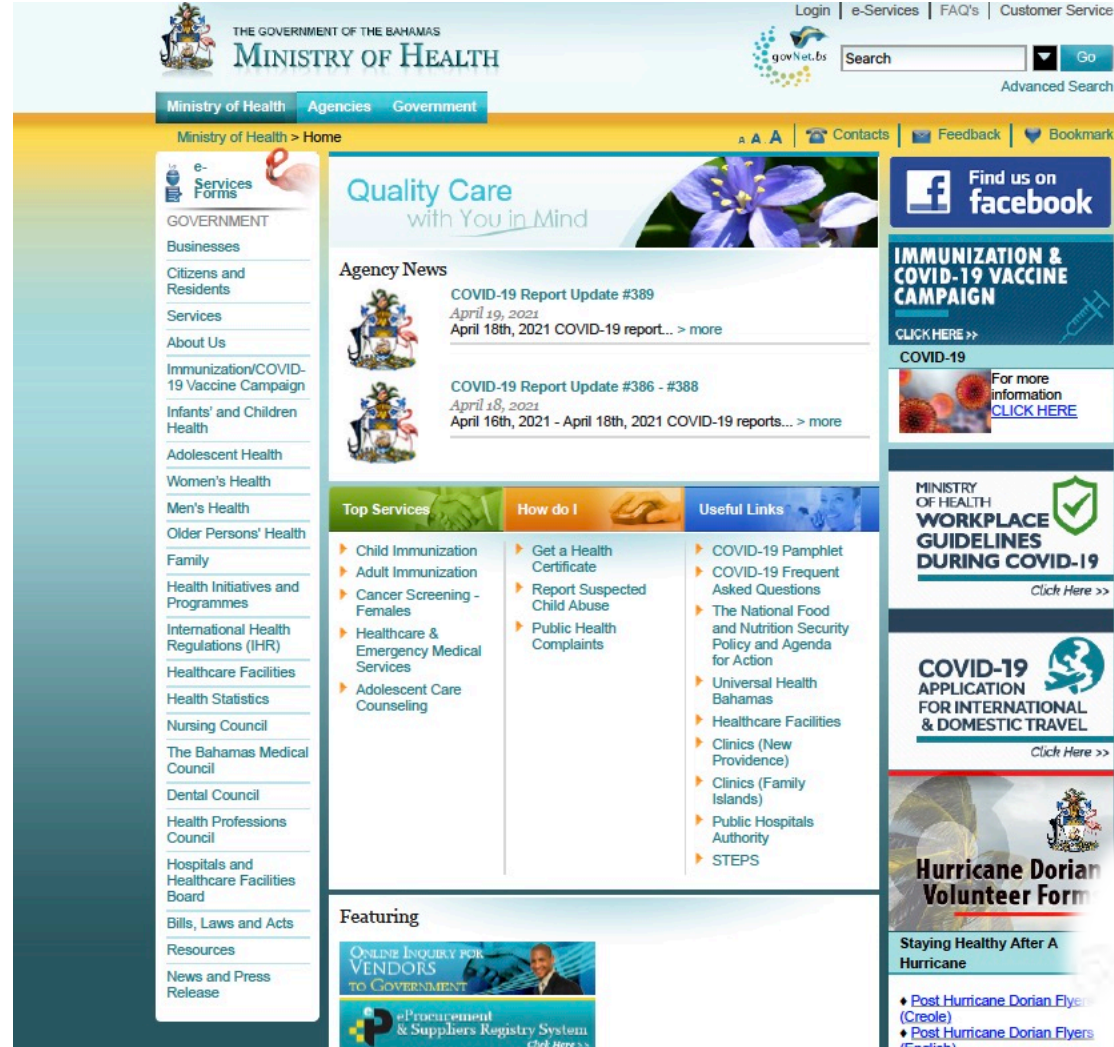 Login | e-Services | FAQ's | Customer Service
THE GOVERNMENT OF THE BAHAMAS
MINISTRY OF HEALTH
govNet.bs
Search
Go
Advanced Search
Ministry of Health Agencies Government
Ministry of Health > Home
A A A | Contacts | Feedback | Bookmark
e-
Services
Forms
GOVERNMENT
Businesses
Citizens and
Residents
Services
About Us
Immunization/COVID-
19 Vaccine Campaign
Infants' and Children
Health
Adolescent Health
Women's Health
Men's Health
Older Persons' Health
Family
Health Initiatives and
Programmes
International Health
Regulations (IHR)
Healthcare Facilities
Health Statistics
Nursing Council
The Bahamas Medical
Council
Dental Council
Health Professions
Council
Hospitals and
Healthcare Facilities
Board
Bills, Laws and Acts
Resources
News and Press
Release
Quality Care
with You in Mind
Agency News
COVID-19 Report Update #389
April 19, 2021
April 18th, 2021 COVID-19 report... > more
COVID-19 Report Update #386 - #388
April 18, 2021
April 16th, 2021 - April 18th, 2021 COVID-19 reports... > more
Top Services
Child Immunization
Adult Immunization
Cancer Screening -
Females
Healthcare &
Emergency Medical
Services
Adolescent Care
Counseling
How do I
Get a Health
Certificate
Report Suspected
Child Abuse
Public Health
Complaints
Useful Links
COVID-19 Pamphlet
COVID-19 Frequent
Asked Questions
The National Food
and Nutrition Security
Policy and Agenda
for Action
Universal Health
Bahamas
Healthcare Facilities
Clinics (New
Providence)
Clinics (Family
Islands)
Public Hospitals
Authority
STEPS
Featuring
ONLINE INQUIRY FOR
VENDORS
TO GOVERNMENT
eProcurement
& Suppliers Registry System
Click Here >>
Find us on
facebook
IMMUNIZATION &
COVID-19 VACCINE
CAMPAIGN
CLICK HERE >>
COVID-19
For more
information
CLICK HERE
MINISTRY
OF HEALTH
WORKPLACE
GUIDELINES
DURING COVID-19
Click Here >>
COVID-19
APPLICATION
FOR INTERNATIONAL
& DOMESTIC TRAVEL
Click Here >>
Hurricane Dorian
Volunteer Form
Staying Healthy After A
Hurricane
♦ Post Hurricane Dorian Flyers
(Creole)
♦ Post Hurricane Dorian Flyers
(English)